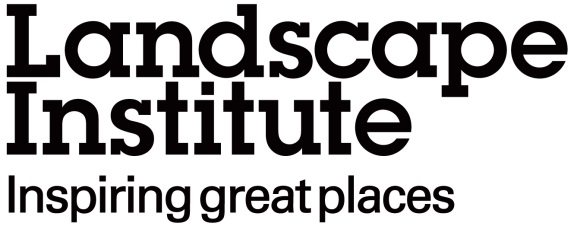 Landscape
Institute
Inspiring great places